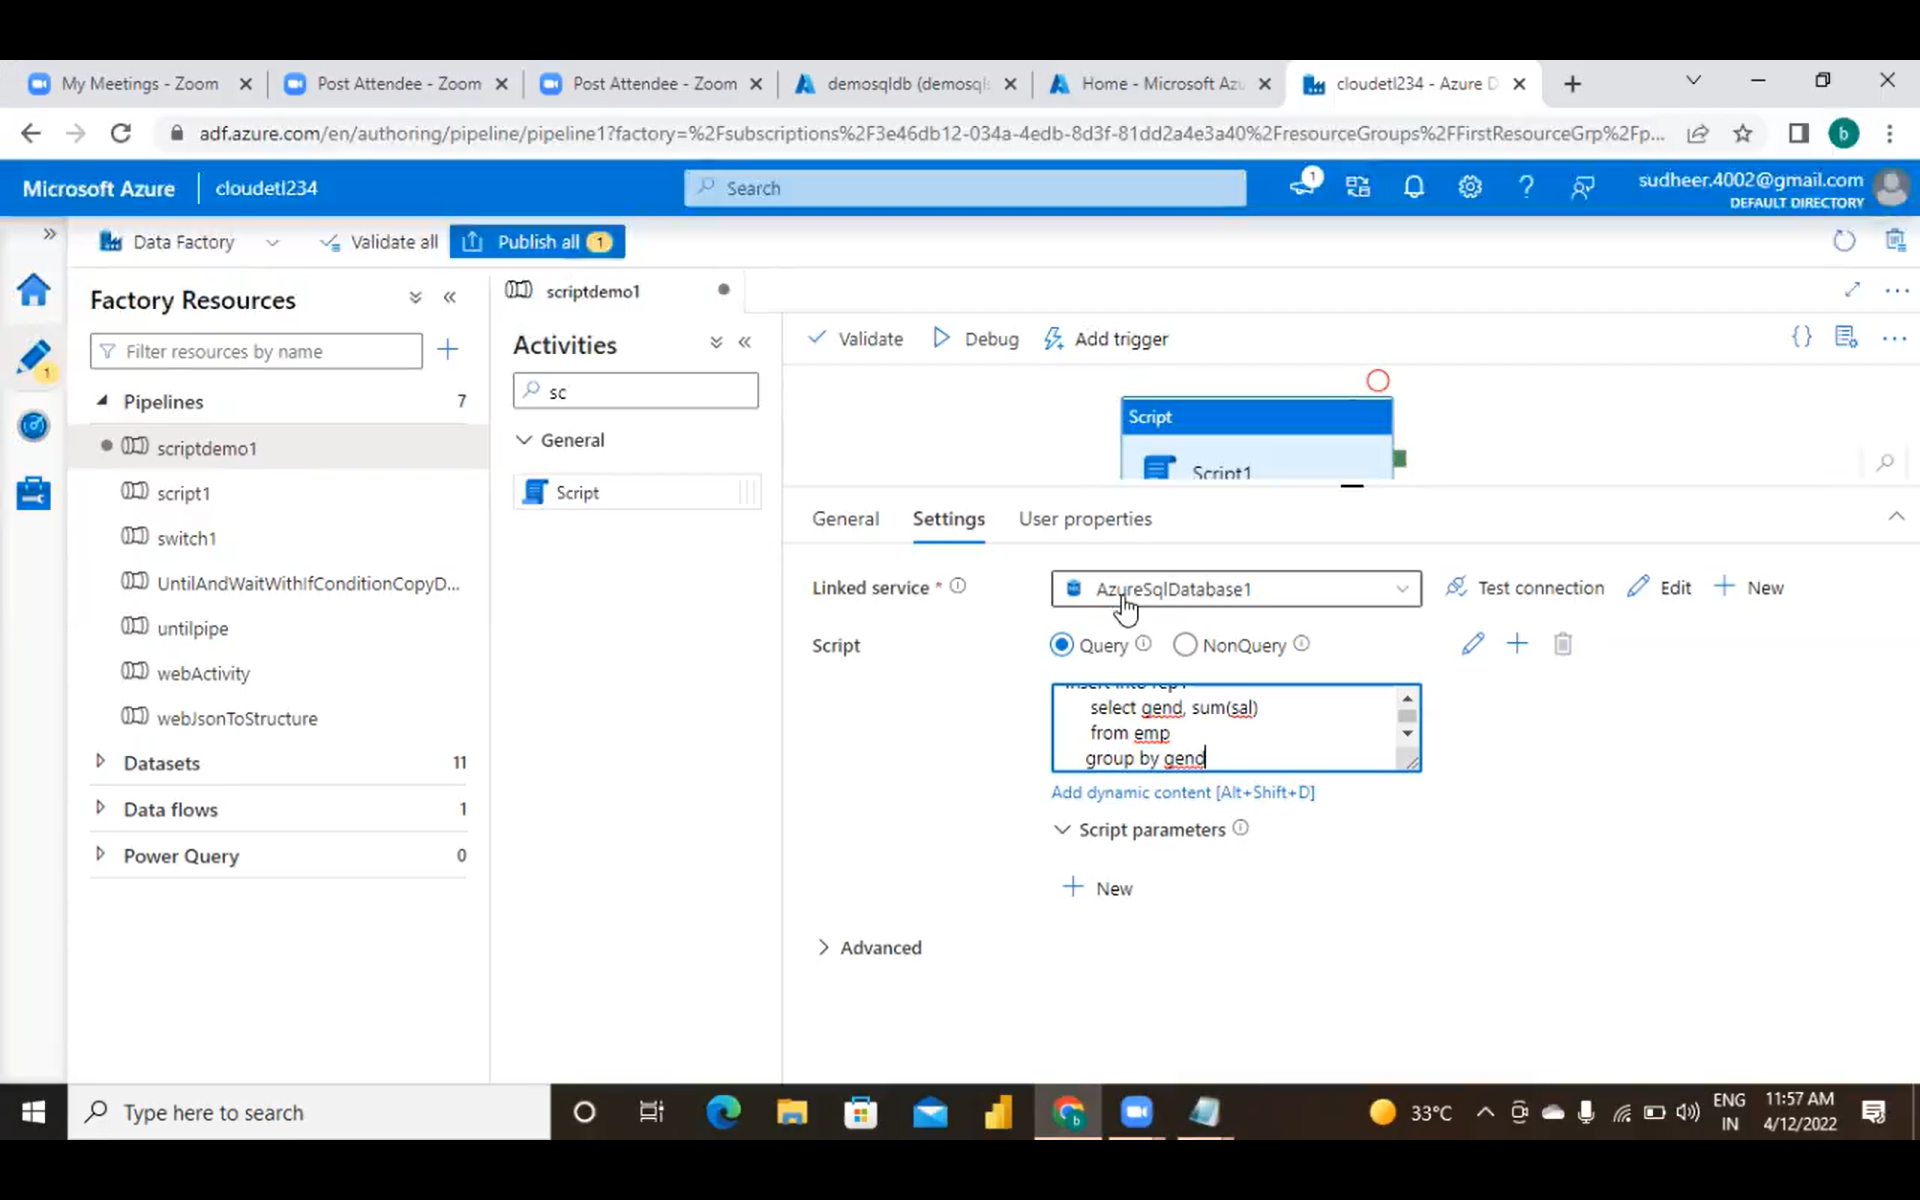 My Meetings - Zoom
Post Attendee - Zoom
Post Attendee - Zoom
demosqldb (demosql
Home - Microsoft Azu
cloudetl234 - Azure D
adf.azure.com/en/authoring/pipeline/pipeline1?factory=%2Fsubscriptions%2F3e46db12-034a-4edb-8d3f-81dd2a4e3a40%2FresourceGroups%2FFirstResourceGrp%2Fp...
b
Microsoft Azure
cloudetl234
Search
1
sudheer.4002@gmail.com
DEFAULT DIRECTORY
Data Factory
Validate all
Publish all 1
Factory Resources
Filter resources by name
1
Pipelines 7
scriptdemo1
script1
switch1
UntilAndWaitWithIfConditionCopyD...
untilpipe
webActivity
webJsonToStructure
Datasets 11
Data flows 1
Power Query 0
scriptdemo1
Activities
sc
General
Script
Validate
Debug
Add trigger
Script
Script1
General
Settings
User properties
Linked service *
AzureSqlDatabase1
Test connection
Edit
New
Script
Query
NonQuery
insert into rep1
select gend, sum(sal)
from emp
group by gend
Add dynamic content [Alt+Shift+D]
Script parameters
New
Advanced
Type here to search
b
33°C
ENG
IN
11:57 AM
4/12/2022